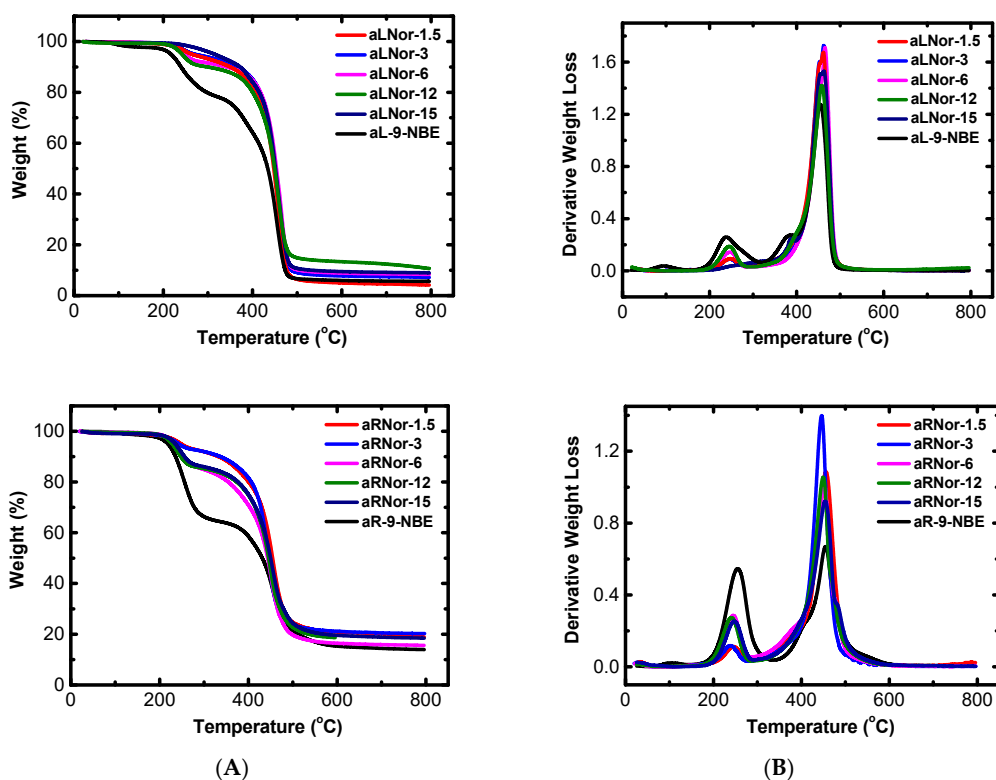 100
80
60
40
20
0
Weight (%)
aLNor-1.5
aLNor-3
aLNor-6
aLNor-12
aLNor-15
aL-9-NBE
0 200 400 600 800
Temperature (°C)
1.6
1.2
0.8
0.4
0.0
Derivative Weight Loss
aLNor-1.5
aLNor-3
aLNor-6
aLNor-12
aLNor-15
aL-9-NBE
0 200 400 600 800
Temperature (°C)
100
80
60
40
20
0
Weight (%)
aRNor-1.5
aRNor-3
aRNor-6
aRNor-12
aRNor-15
aR-9-NBE
0 200 400 600 800
Temperature (°C)
1.2
0.8
0.4
0.0
Derivative Weight Loss
aRNor-1.5
aRNor-3
aRNor-6
aRNor-12
aRNor-15
aR-9-NBE
0 200 400 600 800
Temperature (°C)
(A)
(B)